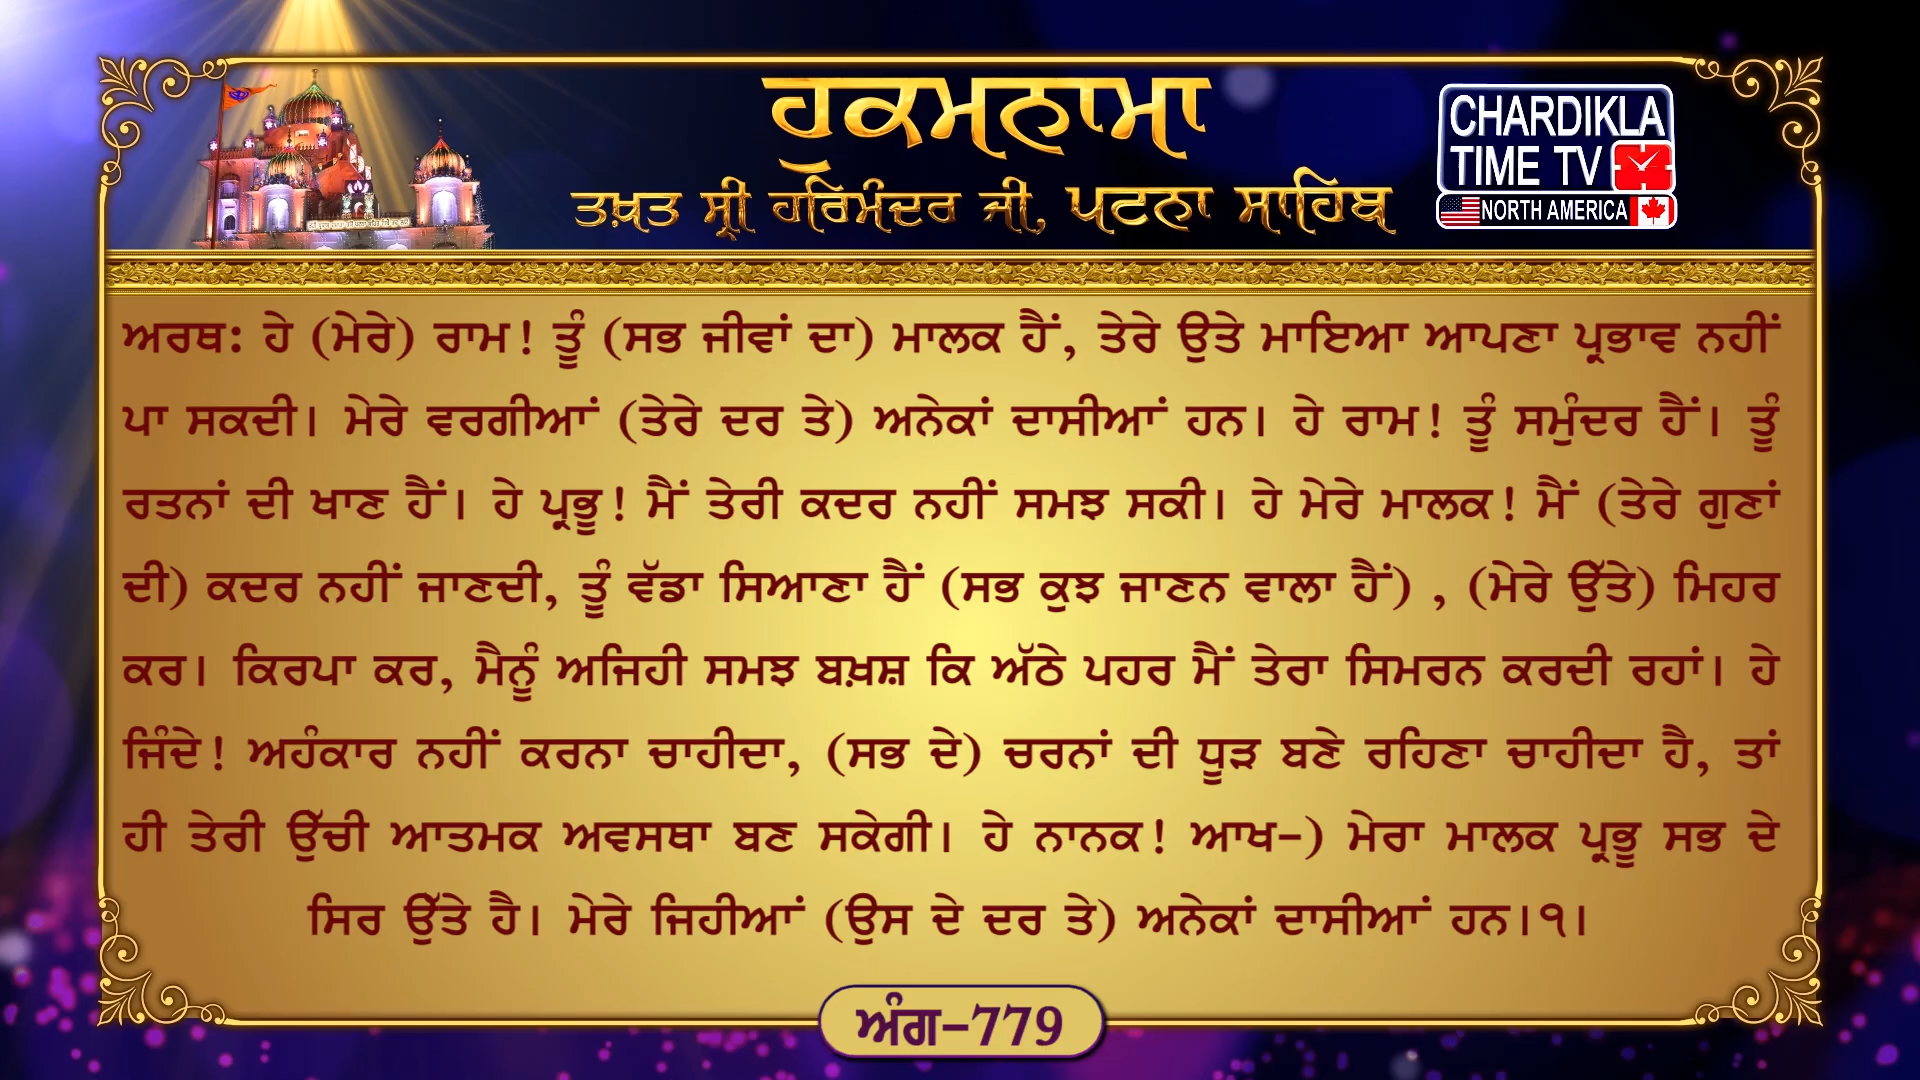 ਹੁਕਮਨਾਮਾ
ਤਖ਼ਤ ਸ੍ਰੀ ਹਰਿਮੰਦਰ ਜੀ, ਪਟਨਾ ਸਾਹਿਬ
CHARDIKLA
TIME TV
NORTH AMERICA
ਅਰਥ: ਹੇ (ਮੇਰੇ) ਰਾਮ! ਤੂੰ (ਸਭ ਜੀਵਾਂ ਦਾ) ਮਾਲਕ ਹੈਂ, ਤੇਰੇ ਉਤੇ ਮਾਇਆ ਆਪਣਾ ਪ੍ਰਭਾਵ ਨਹੀਂ
ਪਾ ਸਕਦੀ। ਮੇਰੇ ਵਰਗੀਆਂ (ਤੇਰੇ ਦਰ ਤੇ) ਅਨੇਕਾਂ ਦਾਸੀਆਂ ਹਨ। ਹੇ ਰਾਮ! ਤੂੰ ਸਮੁੰਦਰ ਹੈਂ। ਤੂੰ
ਰਤਨਾਂ ਦੀ ਖਾਣ ਹੈਂ। ਹੇ ਪ੍ਰਭੂ! ਮੈਂ ਤੇਰੀ ਕਦਰ ਨਹੀਂ ਸਮਝ ਸਕੀ। ਹੇ ਮੇਰੇ ਮਾਲਕ! ਮੈਂ (ਤੇਰੇ ਗੁਣਾਂ
ਦੀ) ਕਦਰ ਨਹੀਂ ਜਾਣਦੀ, ਤੂੰ ਵੱਡਾ ਸਿਆਣਾ ਹੈਂ (ਸਭ ਕੁਝ ਜਾਣਨ ਵਾਲਾ ਹੈਂ) , (ਮੇਰੇ ਉੱਤੇ) ਮਿਹਰ
ਕਰ। ਕਿਰਪਾ ਕਰ, ਮੈਨੂੰ ਅਜਿਹੀ ਸਮਝ ਬਖ਼ਸ਼ ਕਿ ਅੱਠੇ ਪਹਰ ਮੈਂ ਤੇਰਾ ਸਿਮਰਨ ਕਰਦੀ ਰਹਾਂ। ਹੇ
ਜਿੰਦੇ! ਅਹੰਕਾਰ ਨਹੀਂ ਕਰਨਾ ਚਾਹੀਦਾ, (ਸਭ ਦੇ) ਚਰਨਾਂ ਦੀ ਧੂੜ ਬਣੇ ਰਹਿਣਾ ਚਾਹੀਦਾ ਹੈ, ਤਾਂ
ਹੀ ਤੇਰੀ ਉੱਚੀ ਆਤਮਕ ਅਵਸਥਾ ਬਣ ਸਕੇਗੀ। ਹੇ ਨਾਨਕ! ਆਖ-) ਮੇਰਾ ਮਾਲਕ ਪ੍ਰਭੂ ਸਭ ਦੇ
ਸਿਰ ਉੱਤੇ ਹੈ। ਮੇਰੇ ਜਿਹੀਆਂ (ਉਸ ਦੇ ਦਰ ਤੇ) ਅਨੇਕਾਂ ਦਾਸੀਆਂ ਹਨ।੧।
ਅੰਗ-779